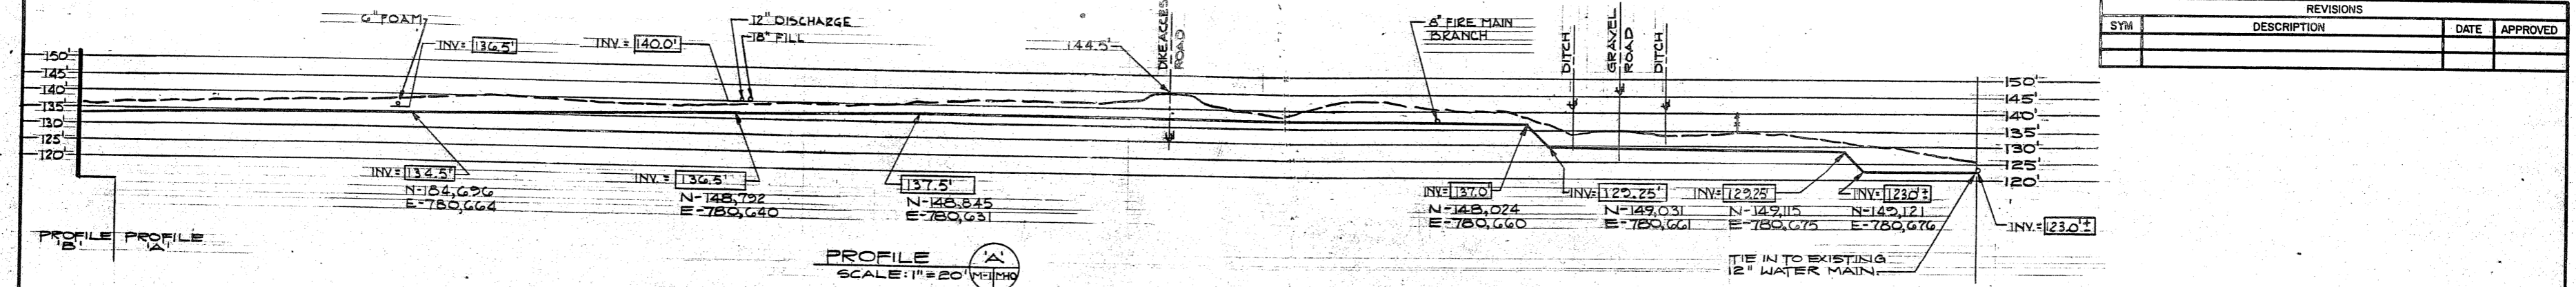 6" FOAM
INV= 136.5'
INV.= 140.0'
12" DISCHARGE
18" FILL
144.5'
DIKE ACCESS
ROAD
8" FIRE MAIN
BRANCH
DITCH
GRAVEL
ROAD
DITCH
REVISIONS
SYM DESCRIPTION DATE APPROVED
150'
145'
140'
135'
130'
125'
120'
150'
145'
140'
135'
130'
125'
120'
INV= 134.5'
N-184,696
E-780,664
INV. = 136.5'
N-148,792
E-780,640
137.5'
N-148,845
E-780,631
INV= 137.0'
N-148,024
E-780,660
INV= 129.25'
N-149,031
E-780,661
INV= 129.25'
N-149,115
E-780,675
INV= 123.0'±
N-149,121
E-780,676
INV.= 123.0'±
PROFILE 'B'
PROFILE 'A'
PROFILE 'A'
SCALE: 1"=20' M-1 MHO
TIE IN TO EXISTING
12" WATER MAIN.